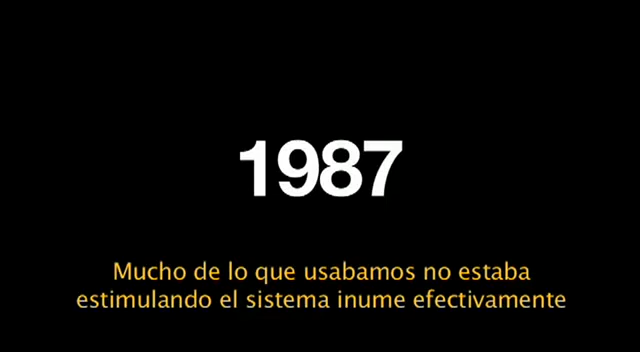 1987
Mucho de lo que usabamos no estaba
estimulando el sistema inume efectivamente